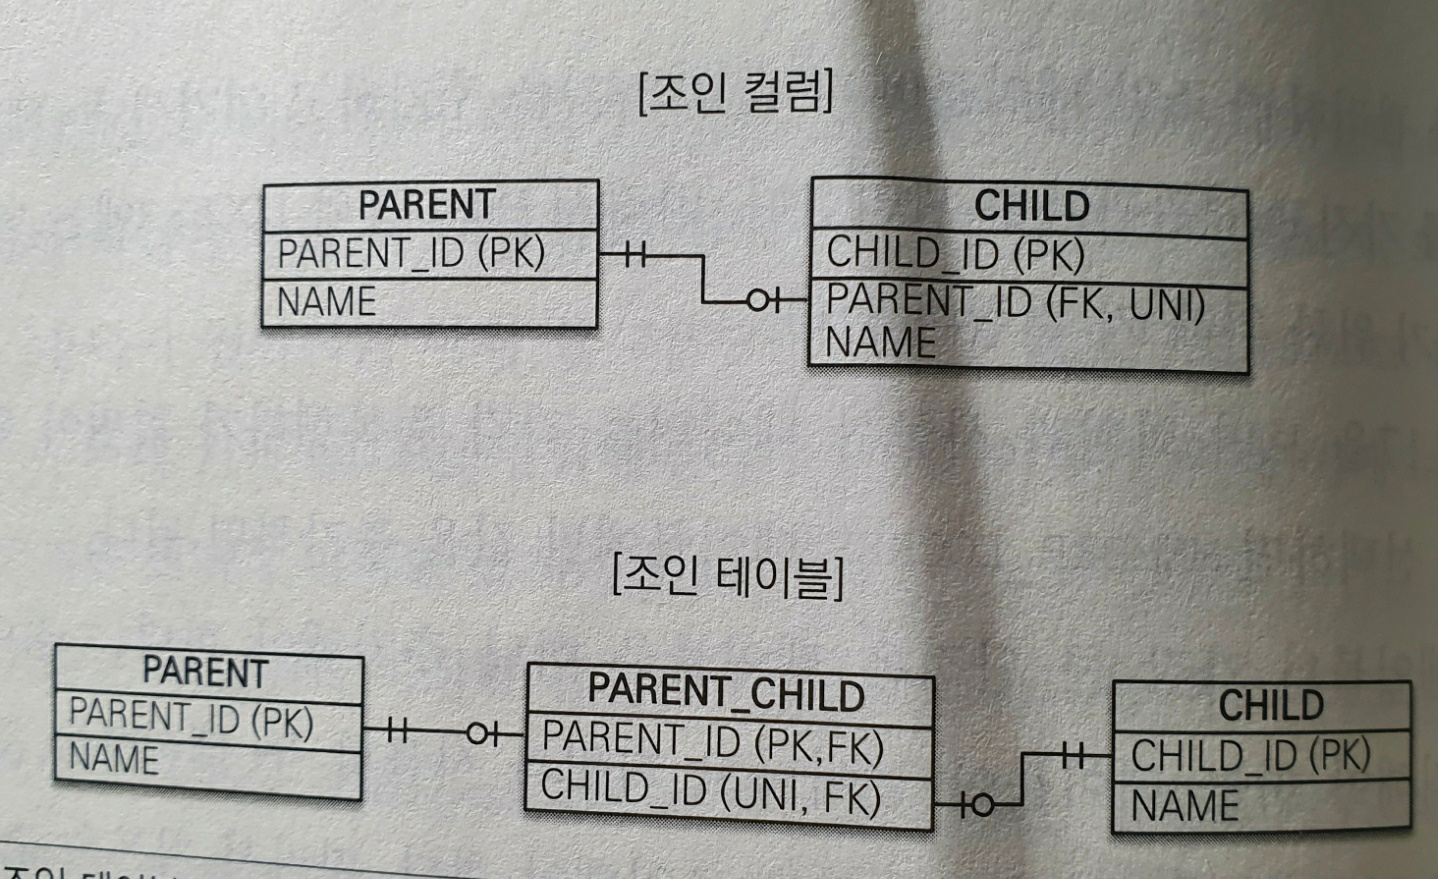 [조인 컬럼]
PARENT
PARENT_ID (PK)
NAME
CHILD
CHILD_ID (PK)
PARENT_ID (FK, UNI)
NAME
[조인 테이블]
PARENT
PARENT_ID (PK)
NAME
PARENT_CHILD
PARENT_ID (PK,FK)
CHILD_ID (UNI, FK)
CHILD
CHILD_ID (PK)
NAME